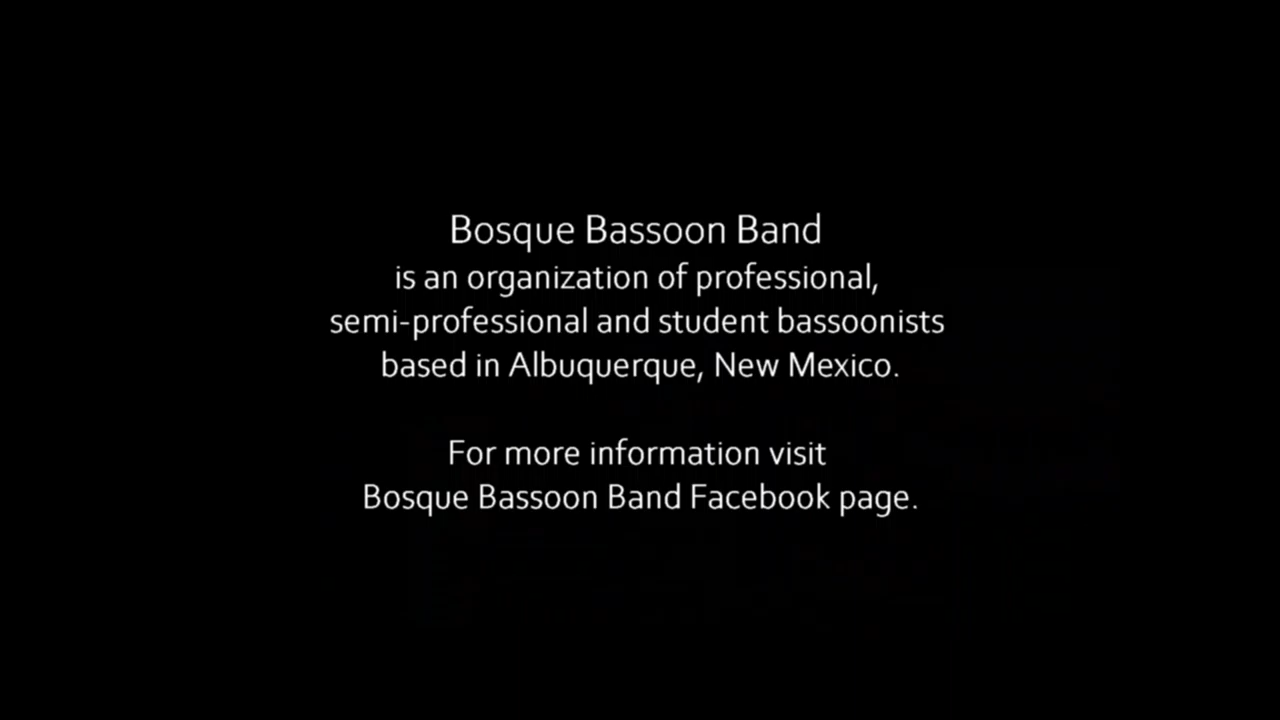 Bosque Bassoon Band
is an organization of professional,
semi-professional and student bassoonists
based in Albuquerque, New Mexico.
For more information visit
Bosque Bassoon Band Facebook page.